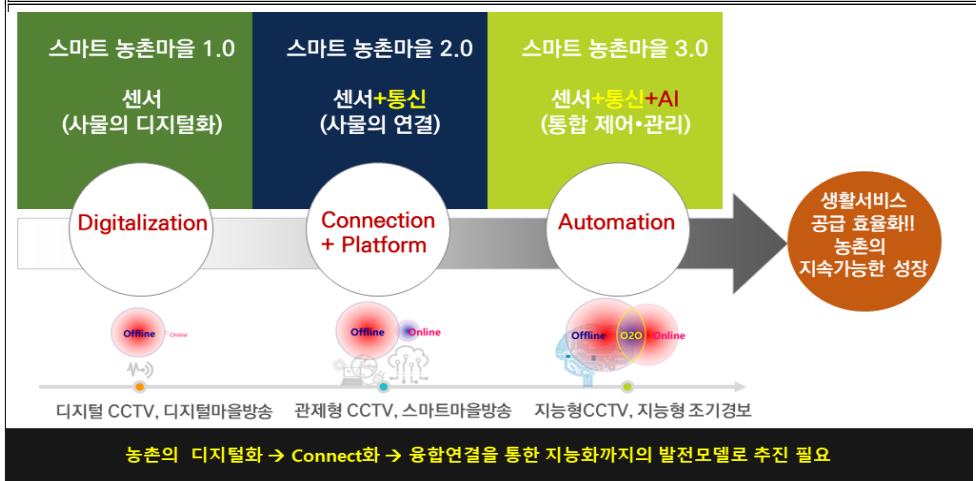 스마트 농촌마을 1.0
센서
(사물의 디지털화)
스마트 농촌마을 2.0
센서+통신
(사물의 연결)
스마트 농촌마을 3.0
센서+통신+AI
(통합 제어•관리)
Digitalization
Connection
+ Platform
Automation
생활서비스
공급 효율화!!
농촌의
지속가능한 성장
Offline
Online
Offline
Online
Offline
O2O
Online
디지털 CCTV, 디지털마을방송
관제형 CCTV, 스마트마을방송
지능형CCTV, 지능형 조기경보
농촌의 디지털화 → Connect화 → 융합연결을 통한 지능화까지의 발전모델로 추진 필요